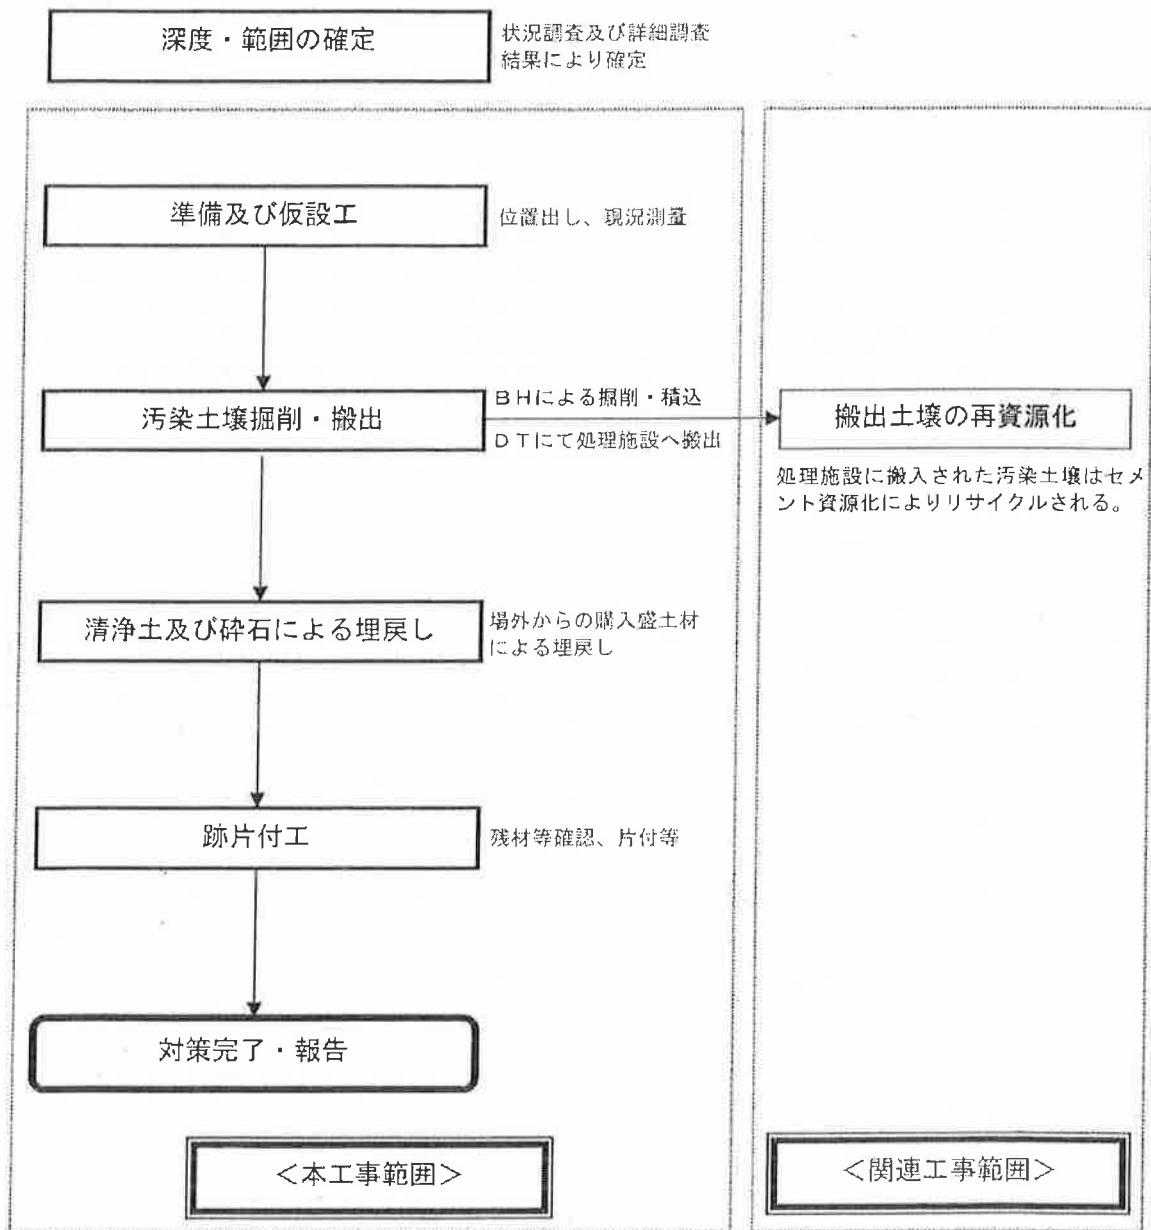 深度・範囲の確定
状況調査及び詳細調査
結果により確定
準備及び仮設工
位置出し、現況測量
汚染土壌掘削・搬出
BHによる掘削・積込
DTにて処理施設へ搬出
搬出土壌の再資源化
処理施設に搬入された汚染土壌はセメ
ント資源化によりリサイクルされる。
清浄土及び砕石による埋戻し
場外からの購入盛土材
による埋戻し
跡片付工
残材等確認、片付等
対策完了・報告
<本工事範囲>
<関連工事範囲>